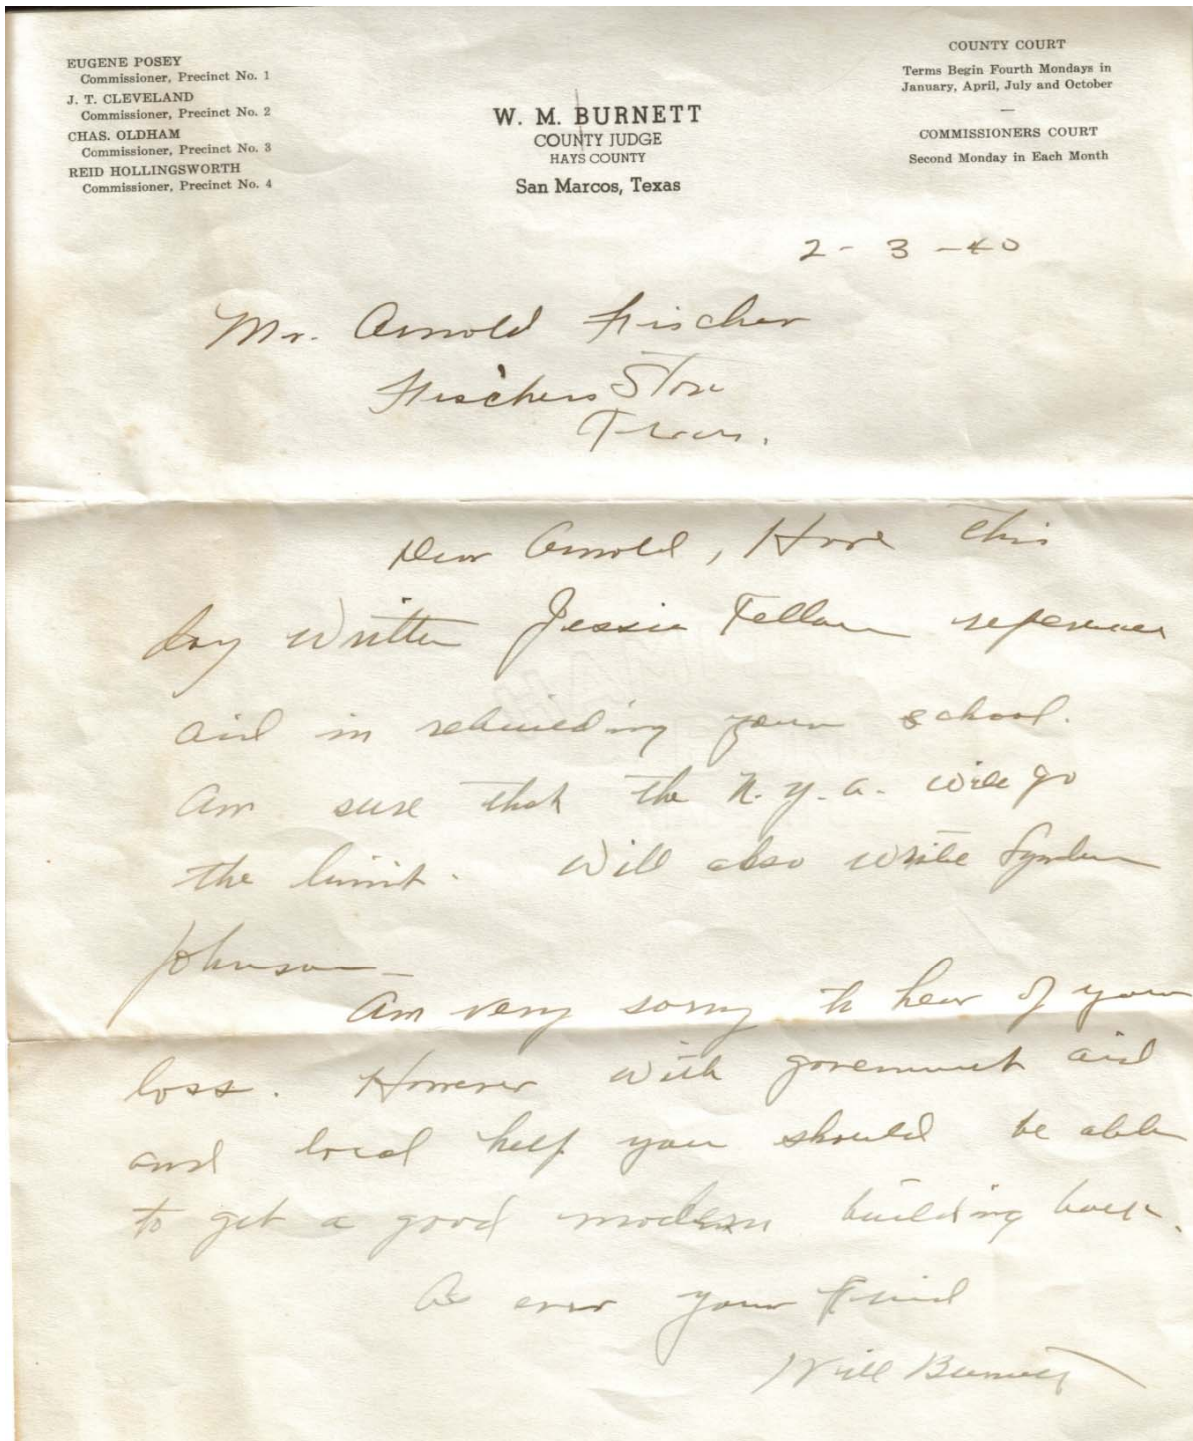 EUGENE POSEY
Commissioner, Precinct No. 1
J. T. CLEVELAND
Commissioner, Precinct No. 2
CHAS. OLDHAM
Commissioner, Precinct No. 3
REID HOLLINGSWORTH
Commissioner, Precinct No. 4
W. M. BURNETT
COUNTY JUDGE
HAYS COUNTY
San Marcos, Texas
COUNTY COURT
Terms Begin Fourth Mondays in
January, April, July and October
COMMISSIONERS COURT
Second Monday in Each Month
2-3-40
Mr. Arnold Fischer
Fischers Store
Texas.
Dear Arnold, Have this
day written Jessie Kellam
aid in rebuilding your school.
Am sure that the N.Y.A. will go
the limit. Will also write Lyndon
Johnson—
Am very sorry to hear of your
loss. However with government aid
and local help you should be able
to get a good modern building back.
As ever your friend
Will Burnett